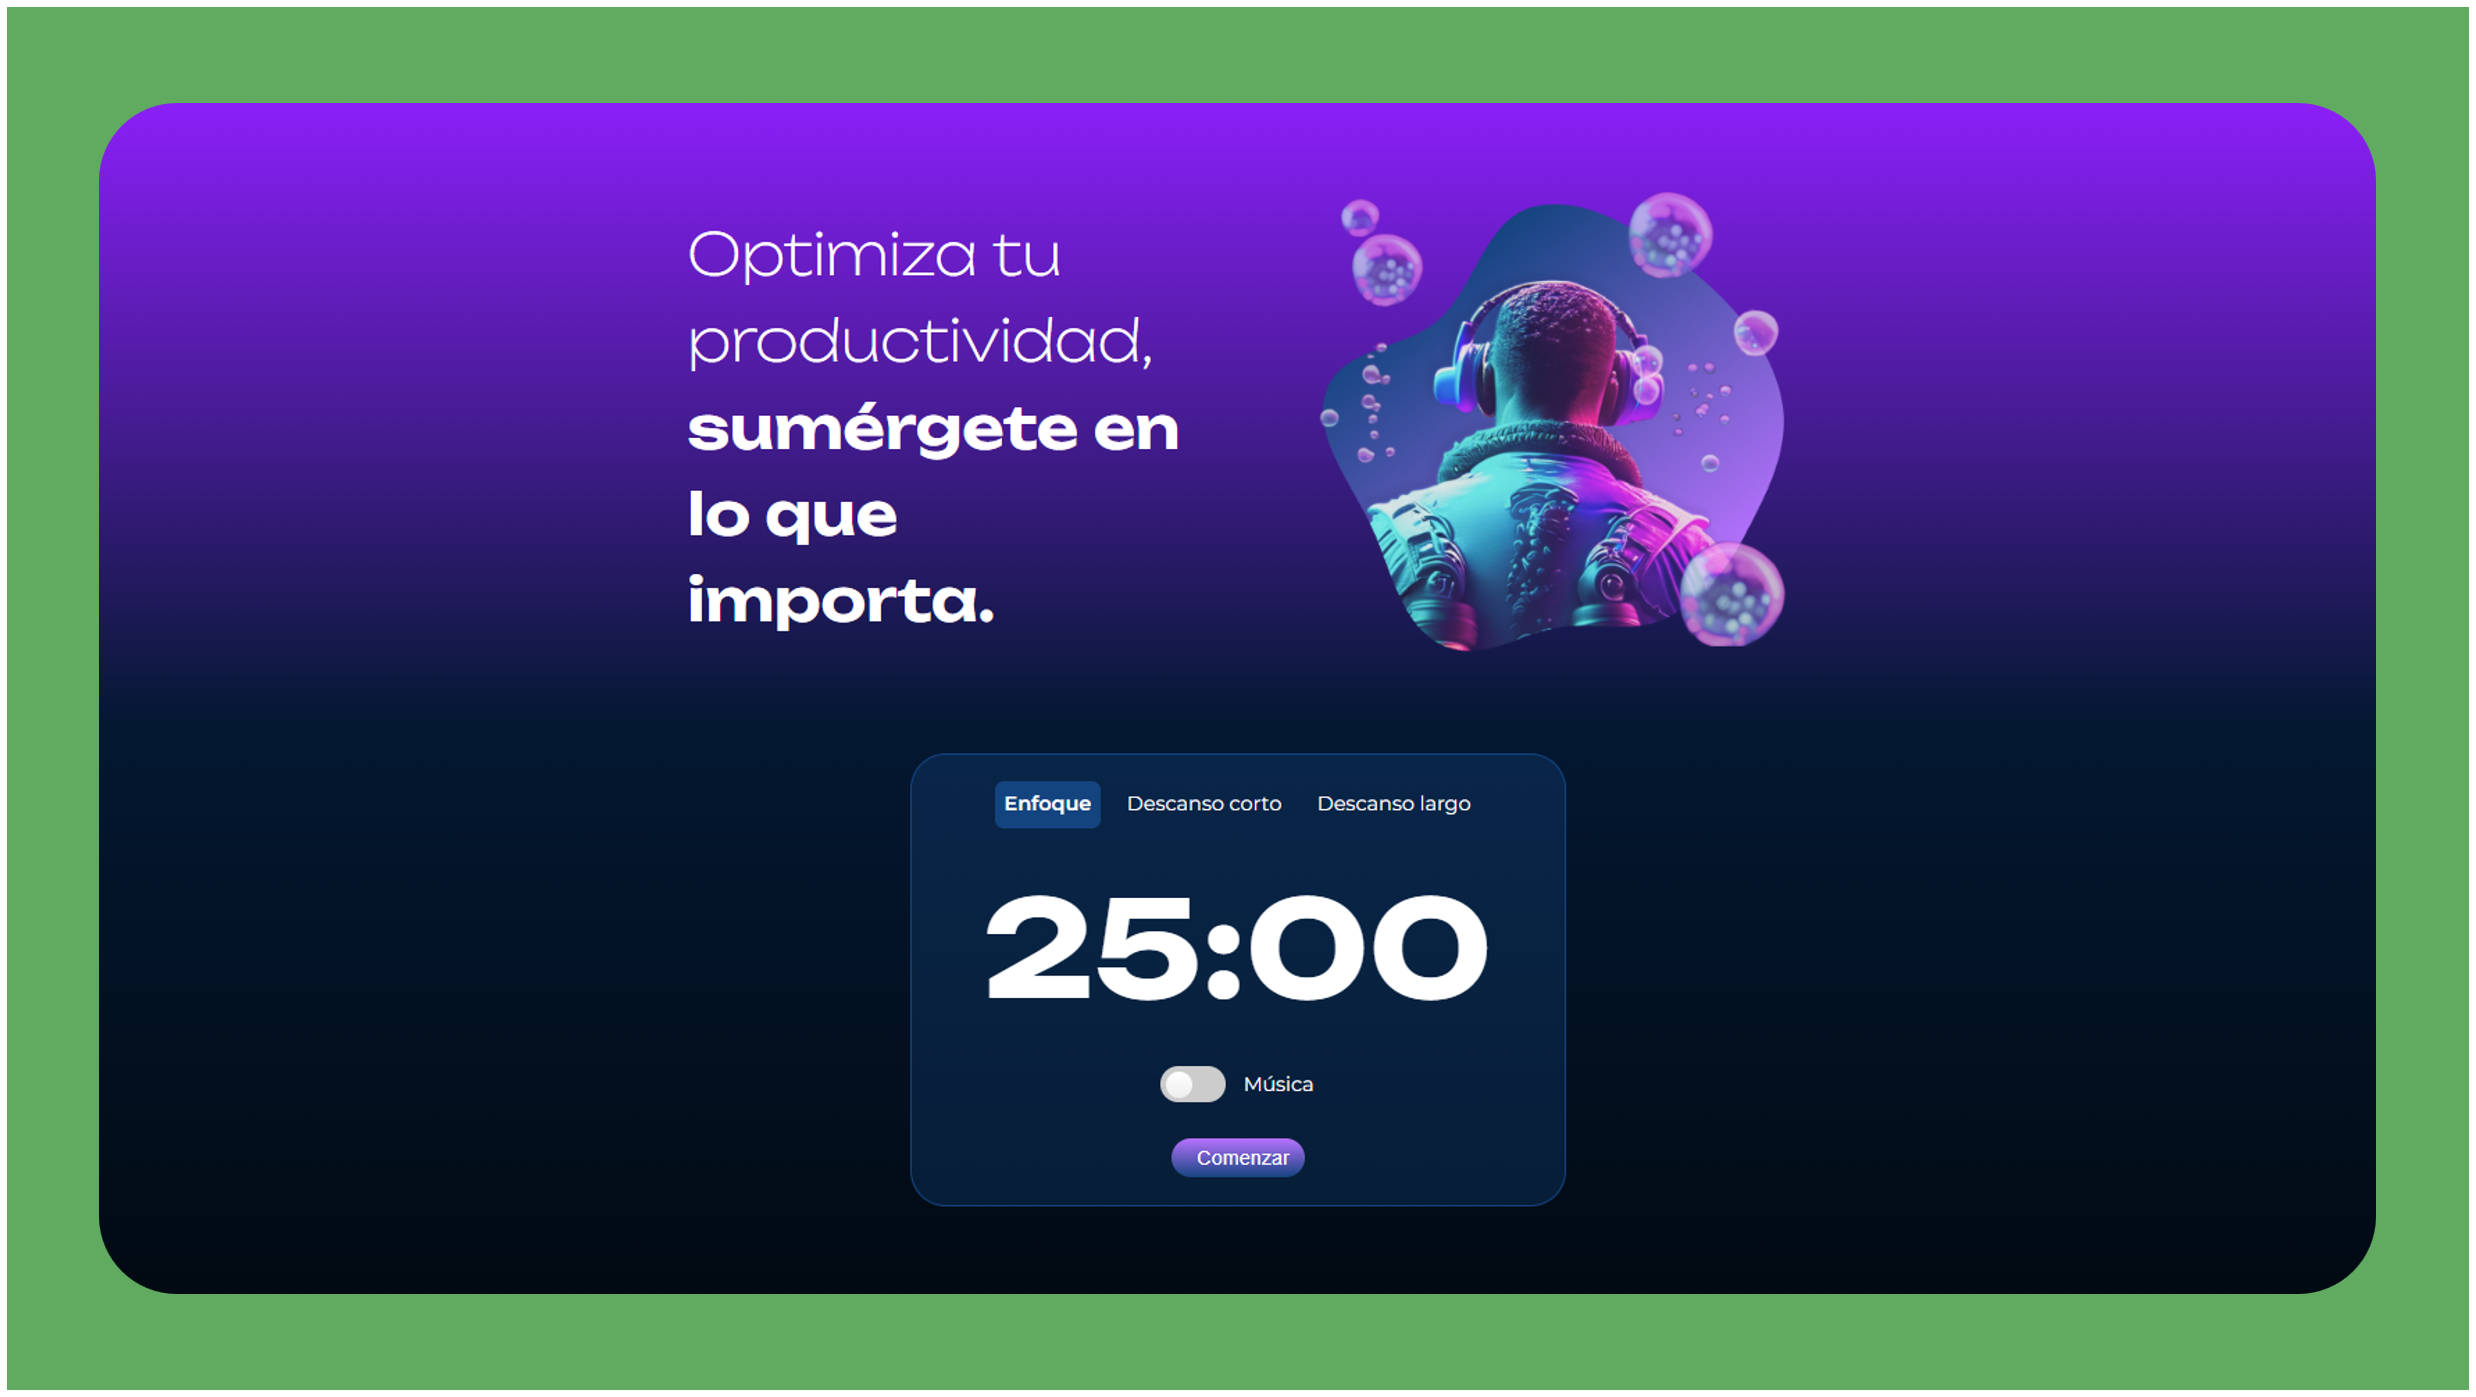 Optimiza tu
productividad,
sumérgete en
lo que
importa.
Enfoque Descanso corto Descanso largo
25:00
Música
Comenzar